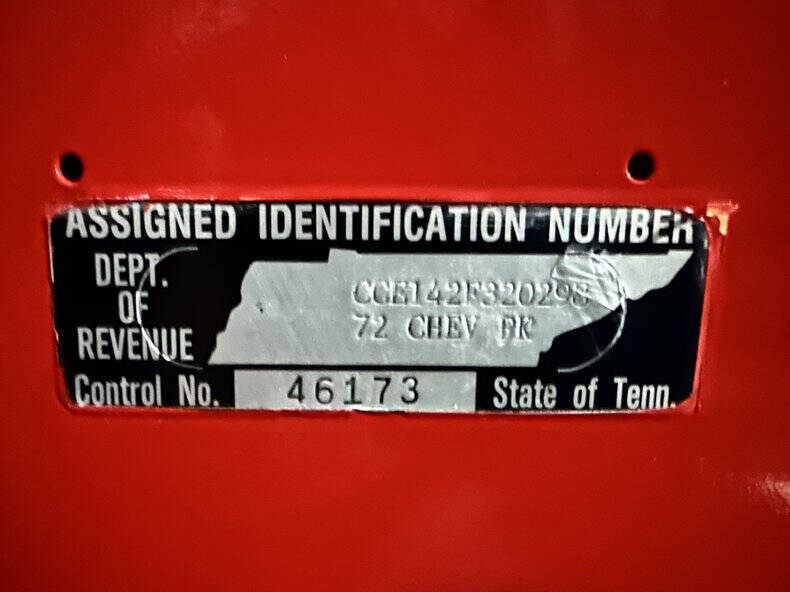 ASSIGNED IDENTIFICATION NUMBER
DEPT.
OF
REVENUE
CCE142F320298
72 CHEV PK
Control No. 46173 State of Tenn.